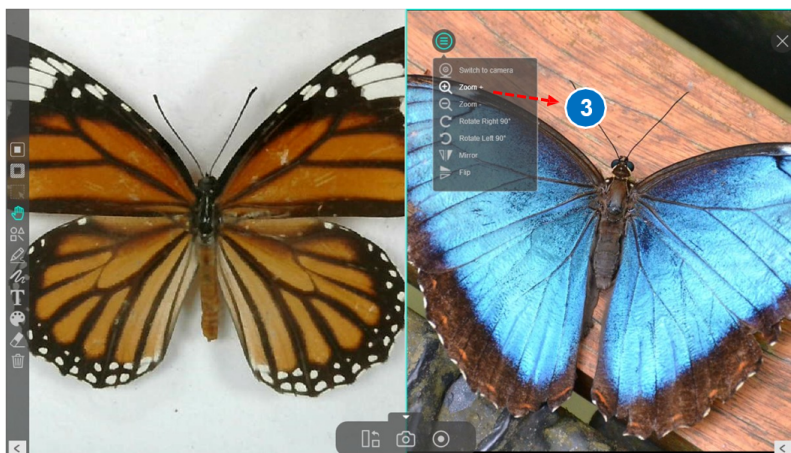 Switch to camera
Zoom +
3
Zoom -
Rotate Right 90°
Rotate Left 90°
Mirror
Flip
T